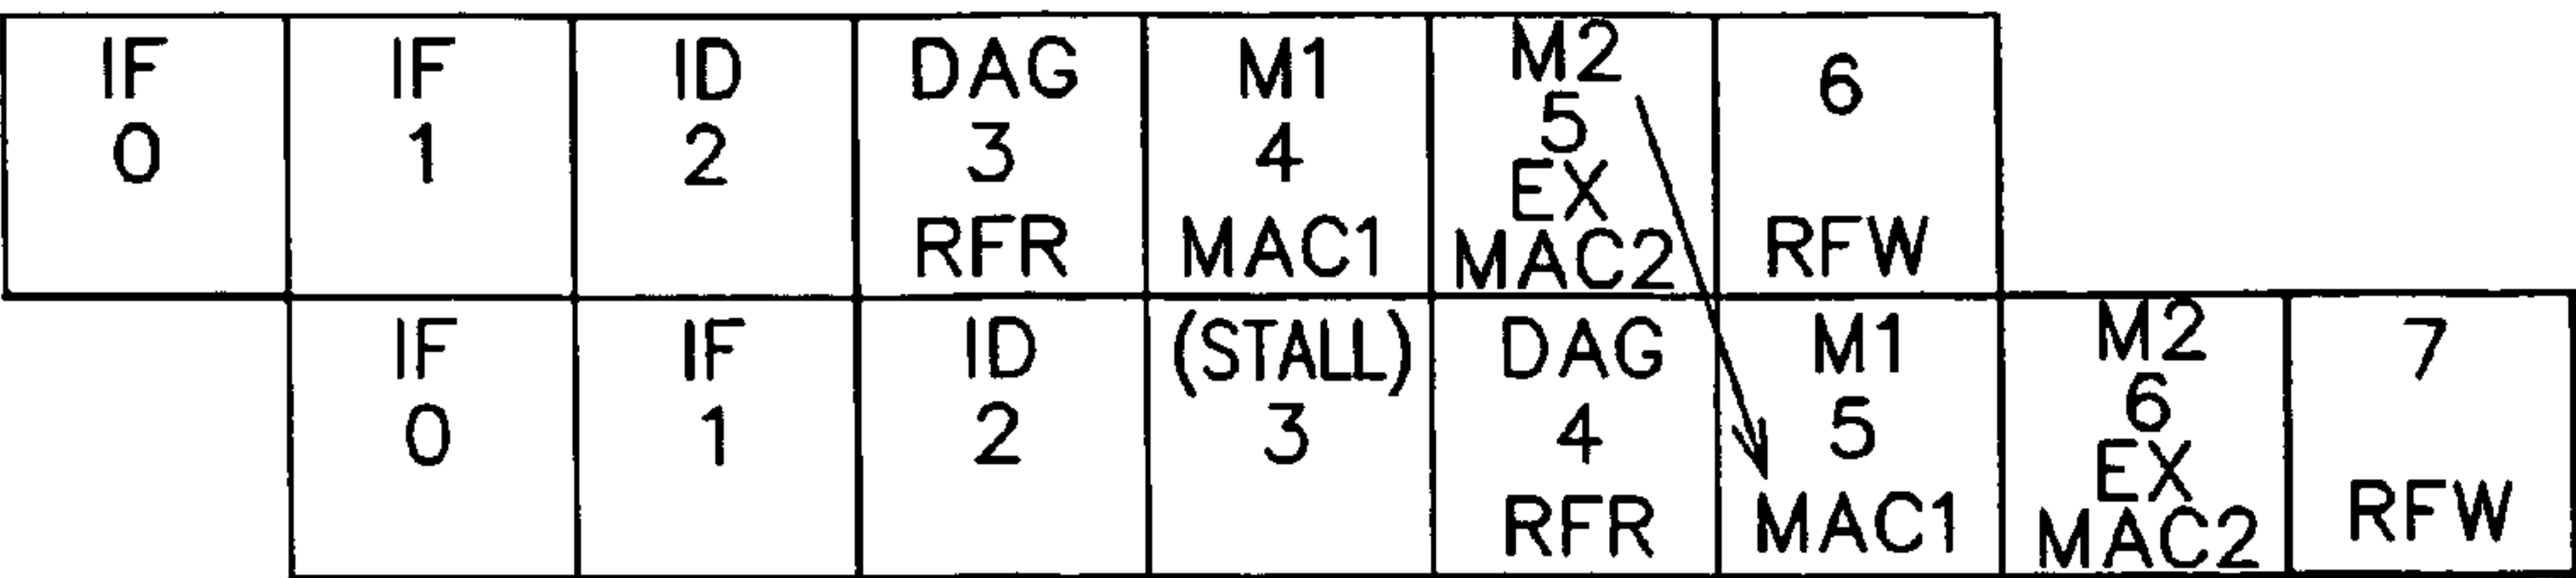 IF IF ID DAG M1 M2 6
0 1 2 3 4 5
EX
RFR MAC1 MAC2 RFW
IF IF ID (STALL) DAG M1 M2 7
0 1 2 3 4 5 6
EX
RFR MAC1 MAC2 RFW